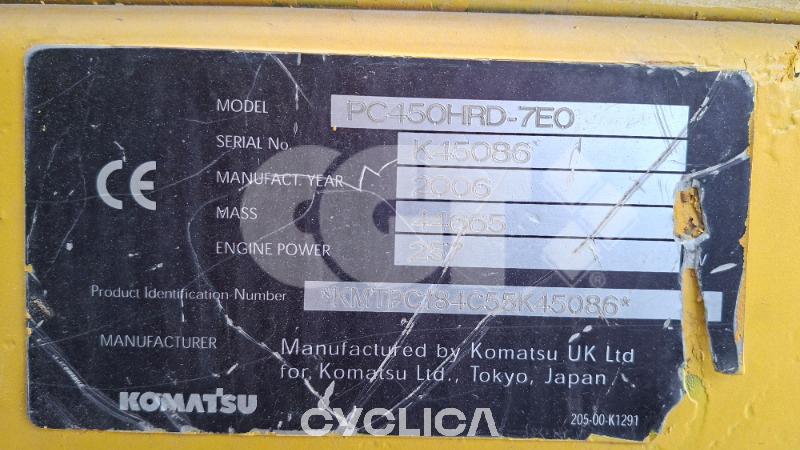 MODEL PC450HRD-7E0
SERIAL No. K45086
MANUFACT. YEAR 2006
MASS 44665
ENGINE POWER
CE
Product Identification Number
MANUFACTURER Manufactured by Komatsu UK Ltd
for Komatsu Ltd., Tokyo, Japan
KOMATSU
CYCLICA
205-00-K1291